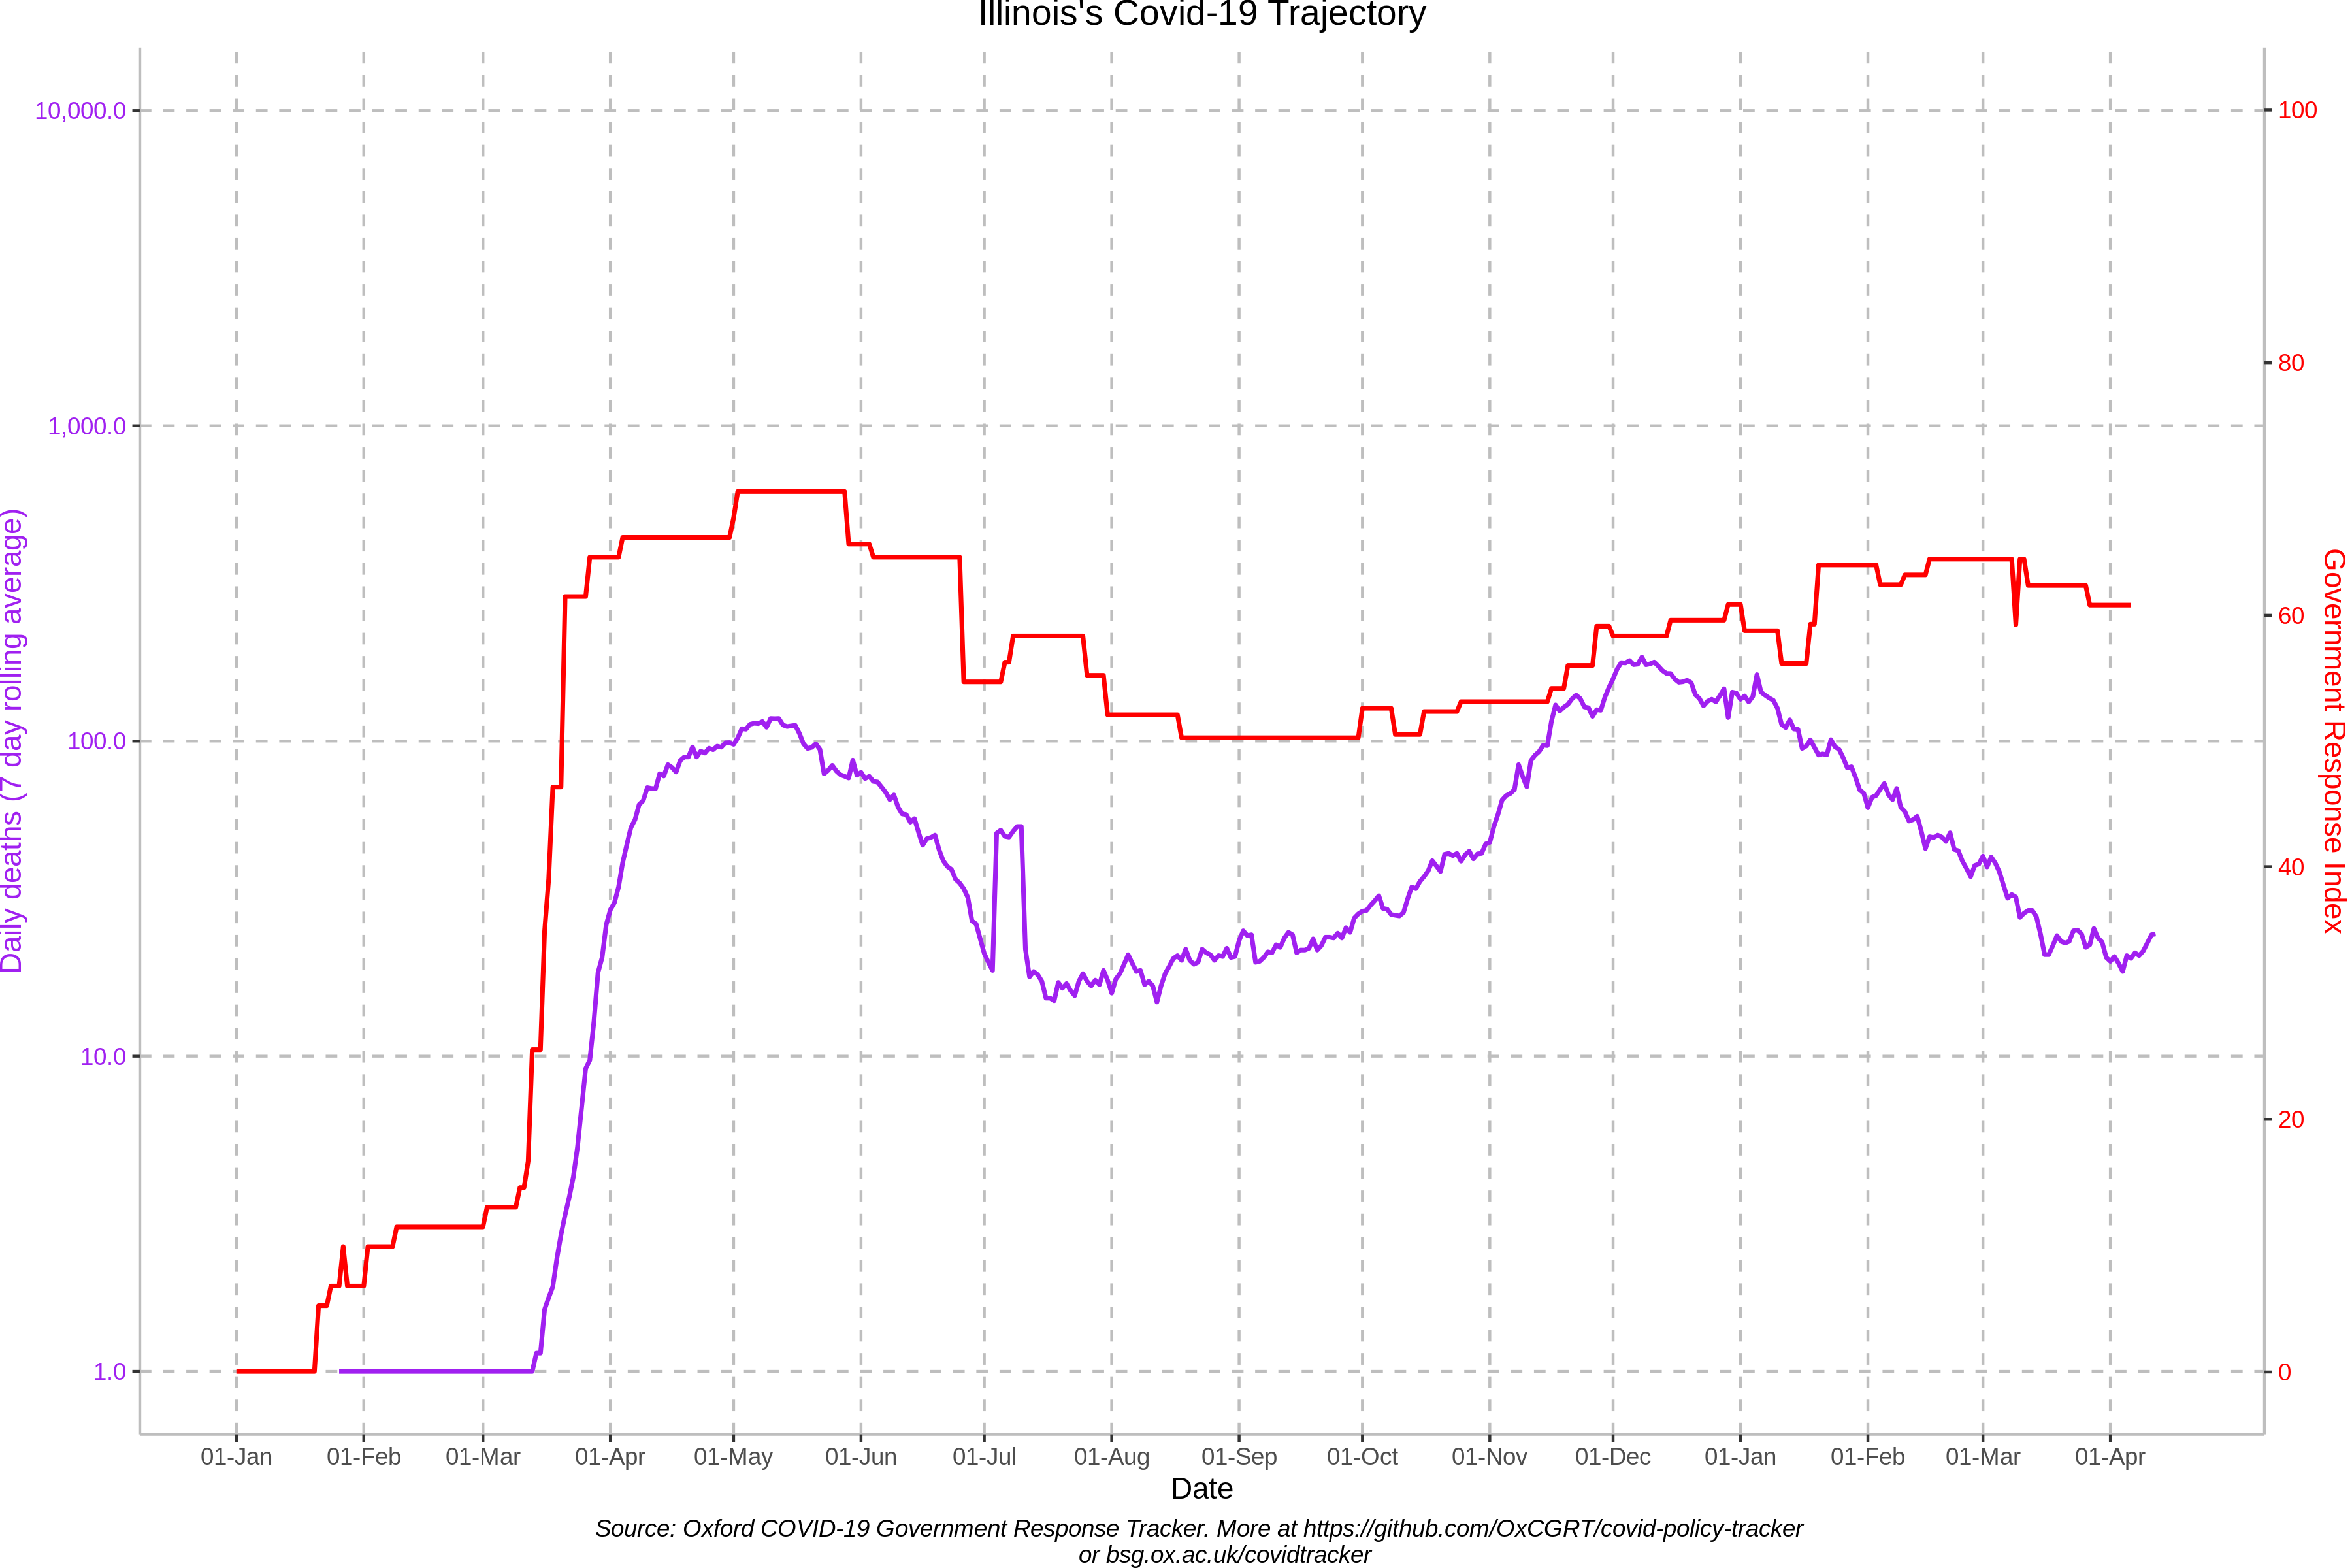 Illinois's Covid-19 Trajectory
10,000.0
1,000.0
100.0
10.0
1.0
Daily deaths (7 day rolling average)
100
80
60
40
20
0
Government Response Index
01-Jan 01-Feb 01-Mar 01-Apr 01-May 01-Jun 01-Jul 01-Aug 01-Sep 01-Oct 01-Nov 01-Dec 01-Jan 01-Feb 01-Mar 01-Apr
Date
Source: Oxford COVID-19 Government Response Tracker. More at https://github.com/OxCGRT/covid-policy-tracker
or bsg.ox.ac.uk/covidtracker